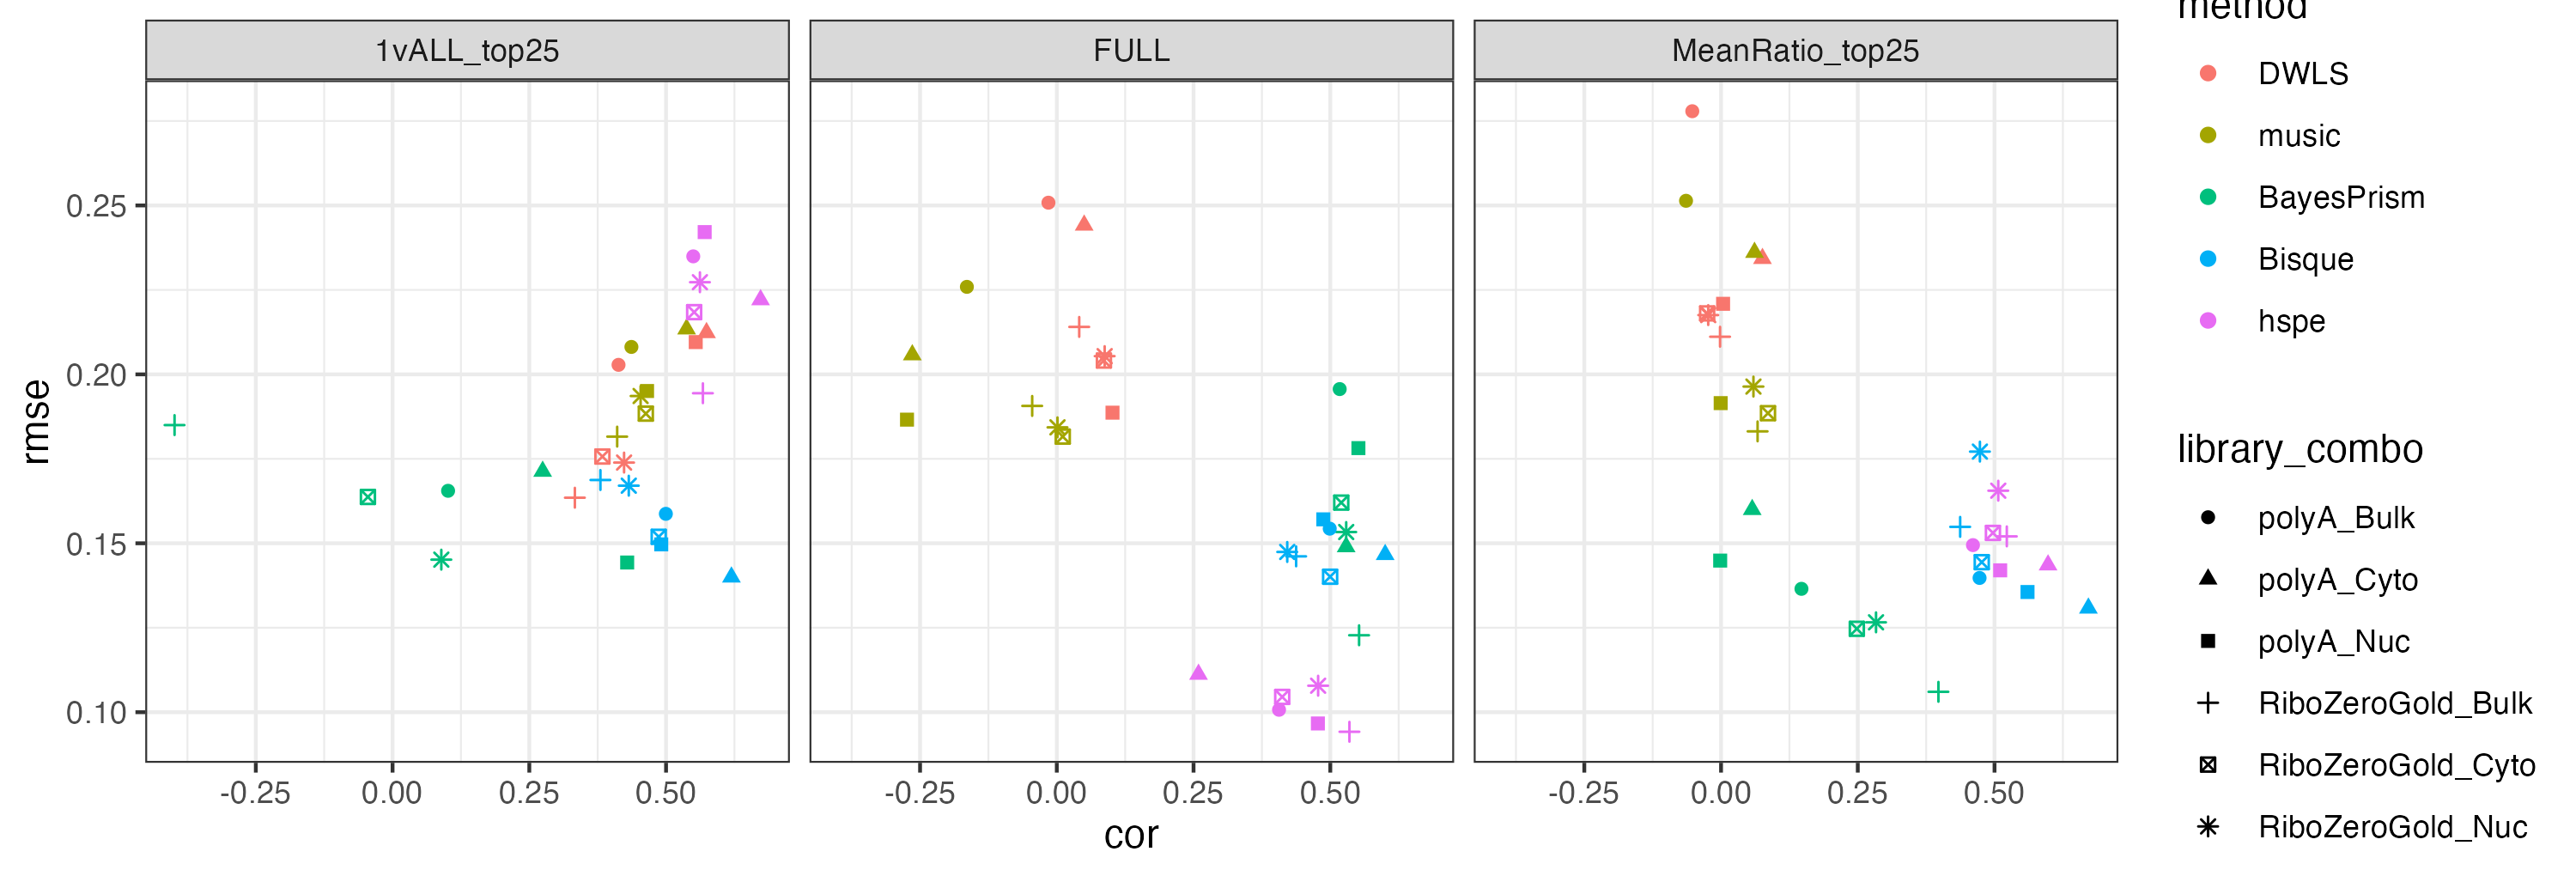 1vALL_top25
FULL
MeanRatio_top25
rmse
0.25
0.20
0.15
0.10
-0.25 0.00 0.25 0.50
-0.25 0.00 0.25 0.50
-0.25 0.00 0.25 0.50
cor
method
DWLS
music
BayesPrism
Bisque
hspe
library_combo
polyA_Bulk
polyA_Cyto
polyA_Nuc
RiboZeroGold_Bulk
RiboZeroGold_Cyto
RiboZeroGold_Nuc